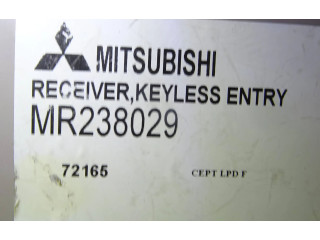 MITSUBISHI
RECEIVER,KEYLESS ENTRY
MR238029
72165 CEPT LPD F